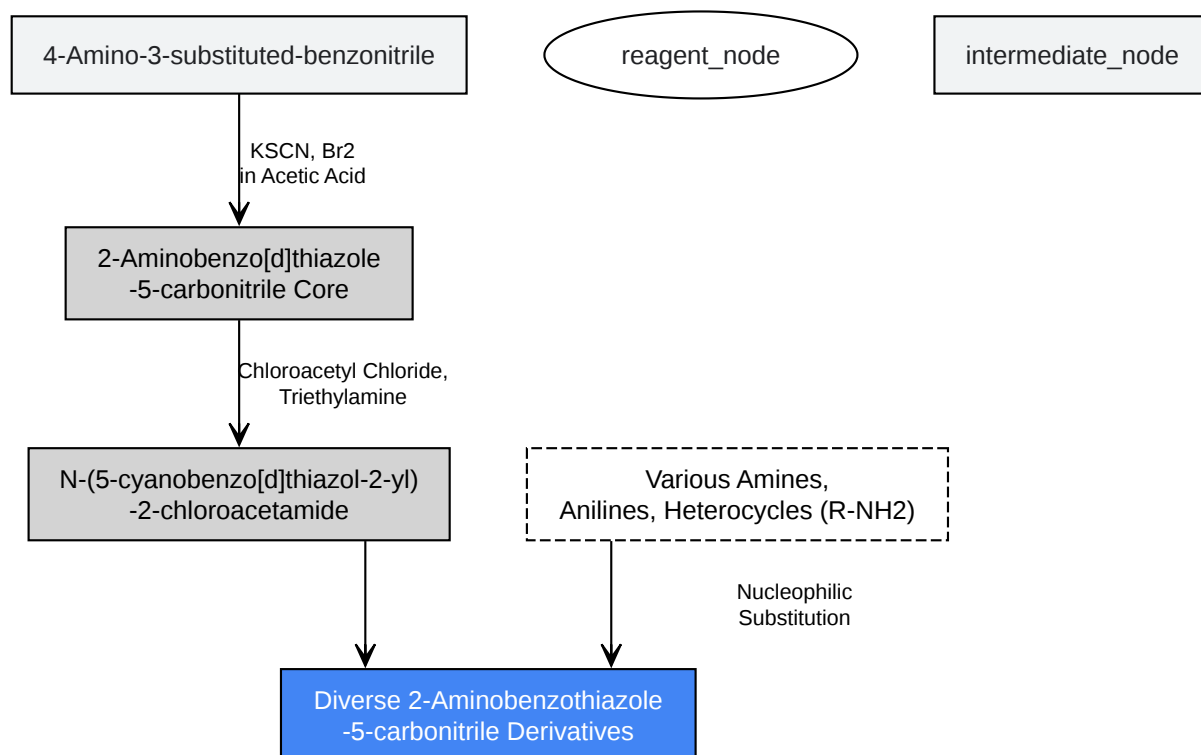 4-Amino-3-substituted-benzonitrile
reagent_node
intermediate_node
KSCN, Br2
in Acetic Acid
2-Aminobenzo[d]thiazole
-5-carbonitrile Core
Chloroacetyl Chloride,
Triethylamine
N-(5-cyanobenzo[d]thiazol-2-yl)
-2-chloroacetamide
Various Amines,
Anilines, Heterocycles (R-NH2)
Nucleophilic
Substitution
Diverse 2-Aminobenzothiazole
-5-carbonitrile Derivatives